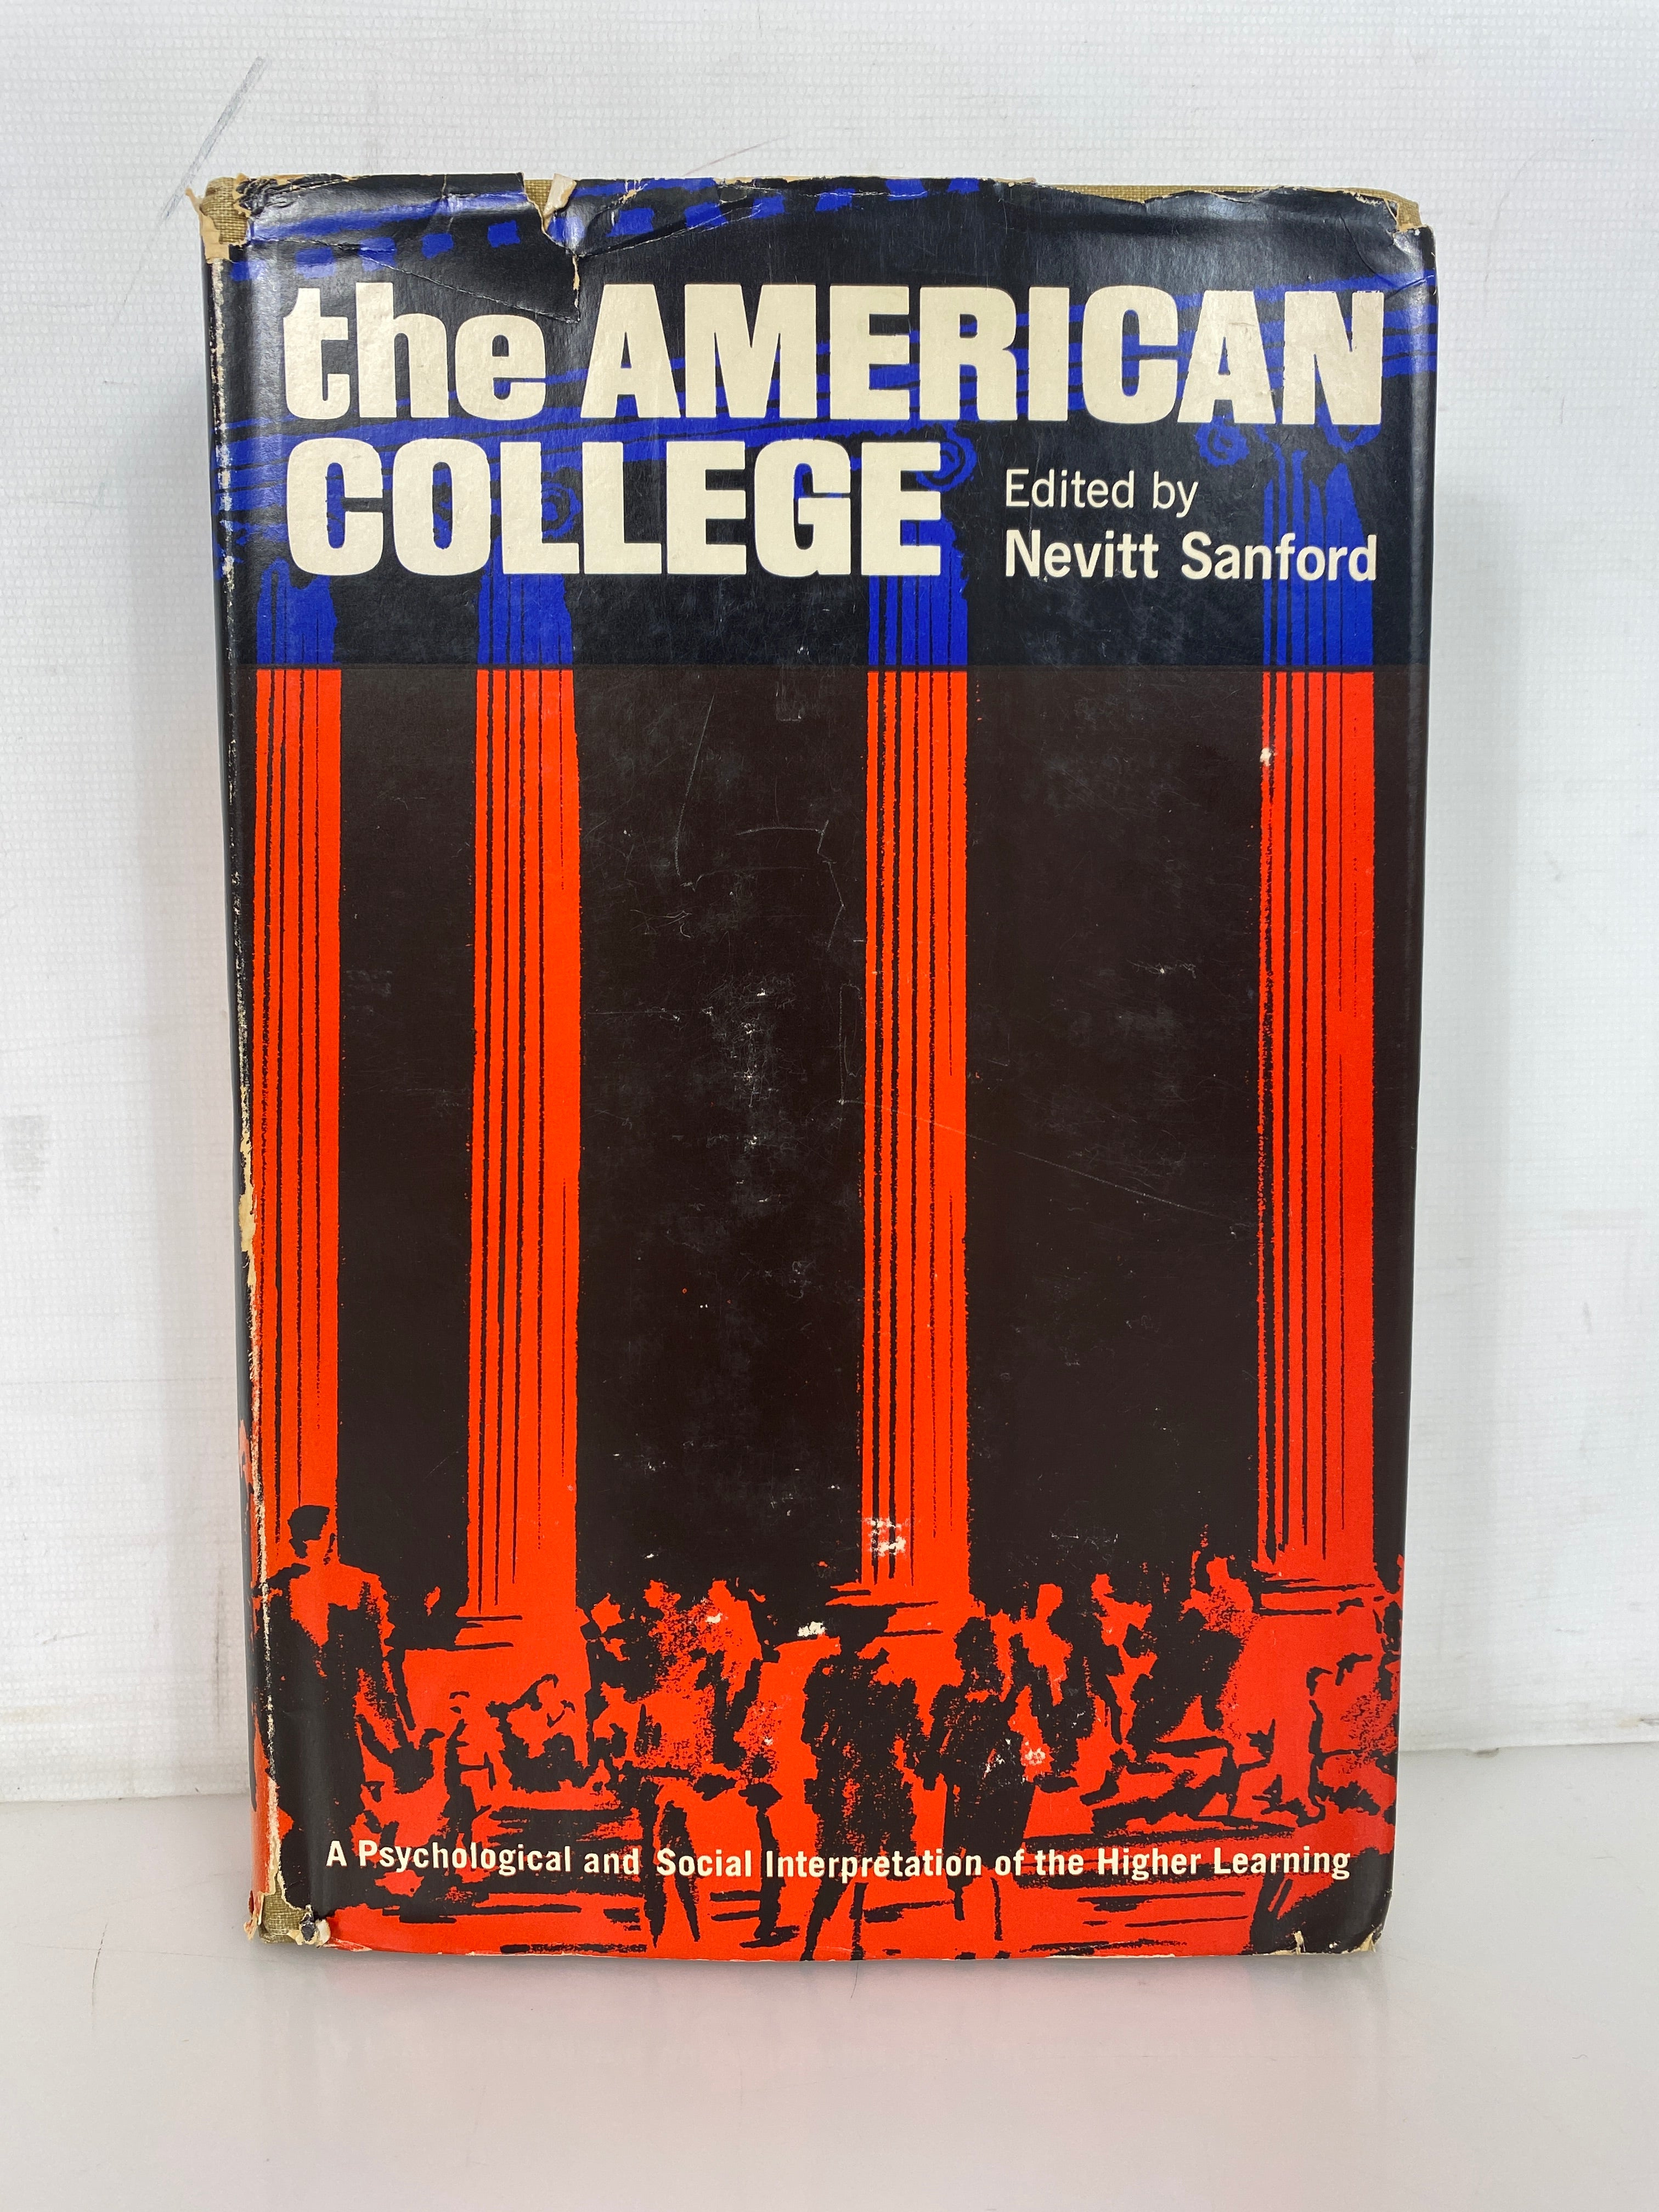 the AMERICAN
COLLEGE
Edited by
Nevitt Sanford
A Psychological and Social Interpretation of the Higher Learning